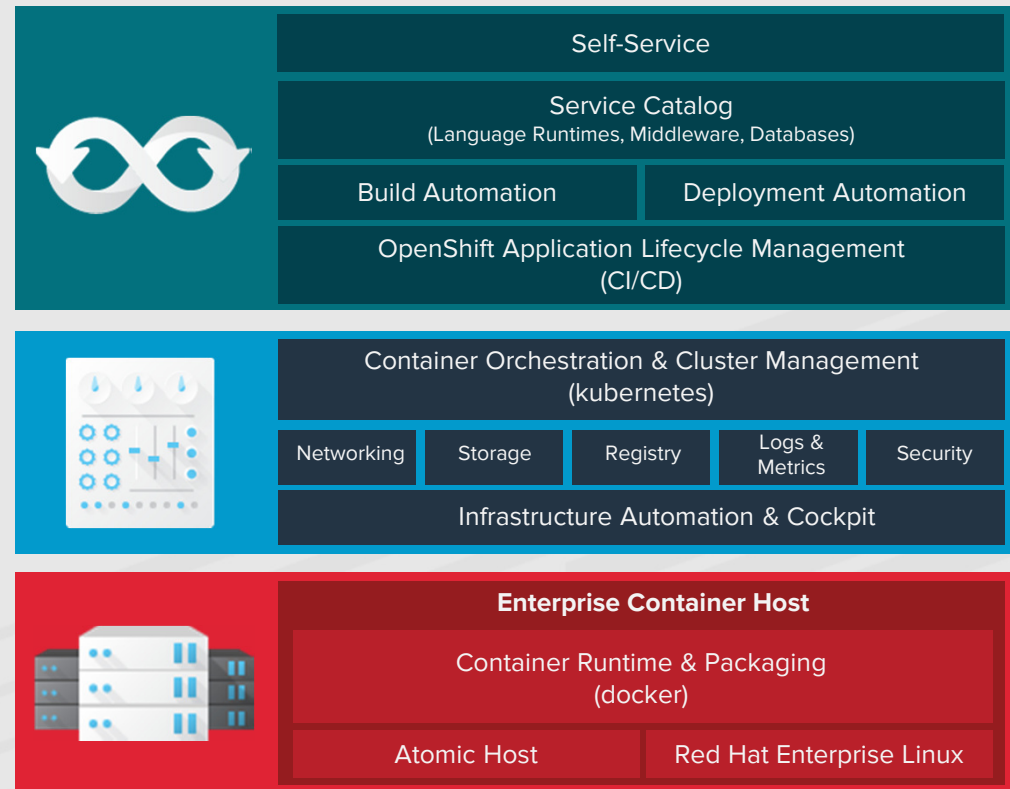 Self-Service
Service Catalog
(Language Runtimes, Middleware, Databases)
Build Automation
Deployment Automation
OpenShift Application Lifecycle Management
(CI/CD)
Container Orchestration & Cluster Management
(kubernetes)
Networking
Storage
Registry
Logs &
Metrics
Security
Infrastructure Automation & Cockpit
Enterprise Container Host
Container Runtime & Packaging
(docker)
Atomic Host
Red Hat Enterprise Linux